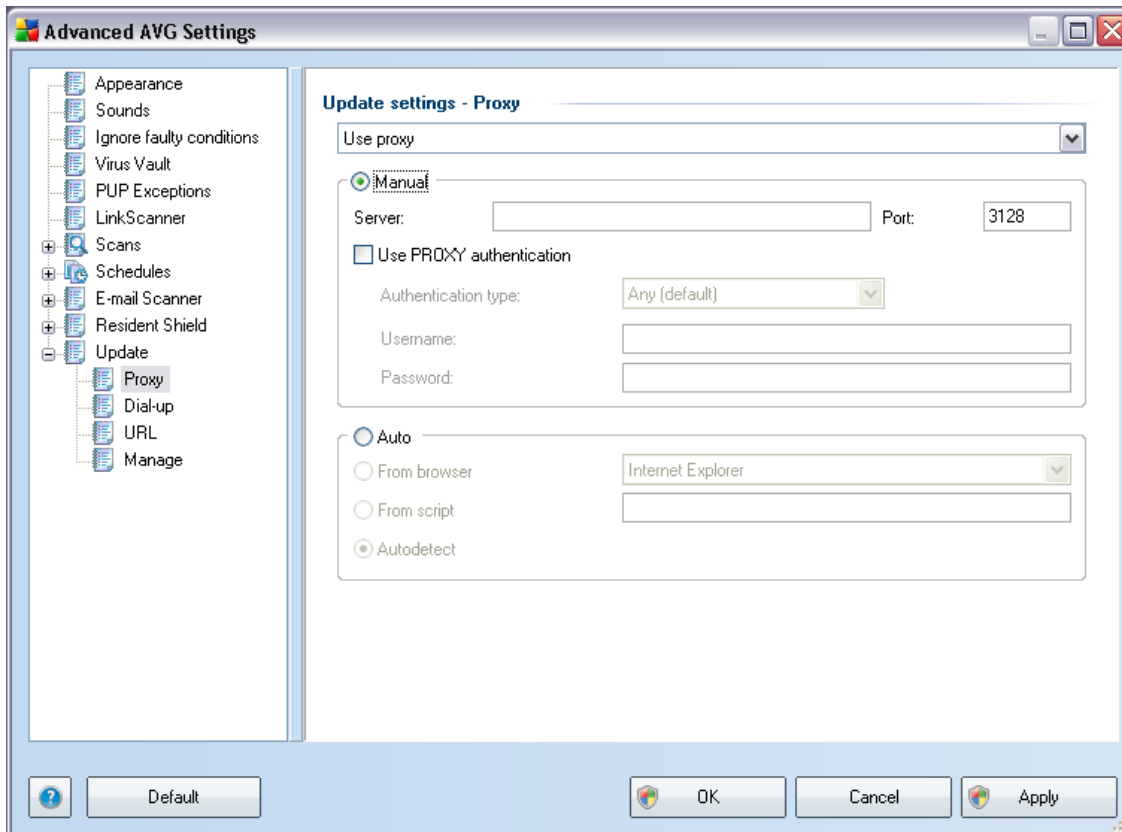 Advanced AVG Settings
Appearance
Sounds
Ignore faulty conditions
Virus Vault
PUP Exceptions
LinkScanner
Scans
Schedules
E-mail Scanner
Resident Shield
Update
Proxy
Dial-up
URL
Manage
Update settings - Proxy
Use proxy
Manual
Server: Port: 3128
Use PROXY authentication
Authentication type: Any (default)
Username:
Password:
Auto
From browser Internet Explorer
From script
Autodetect
? Default OK Cancel Apply